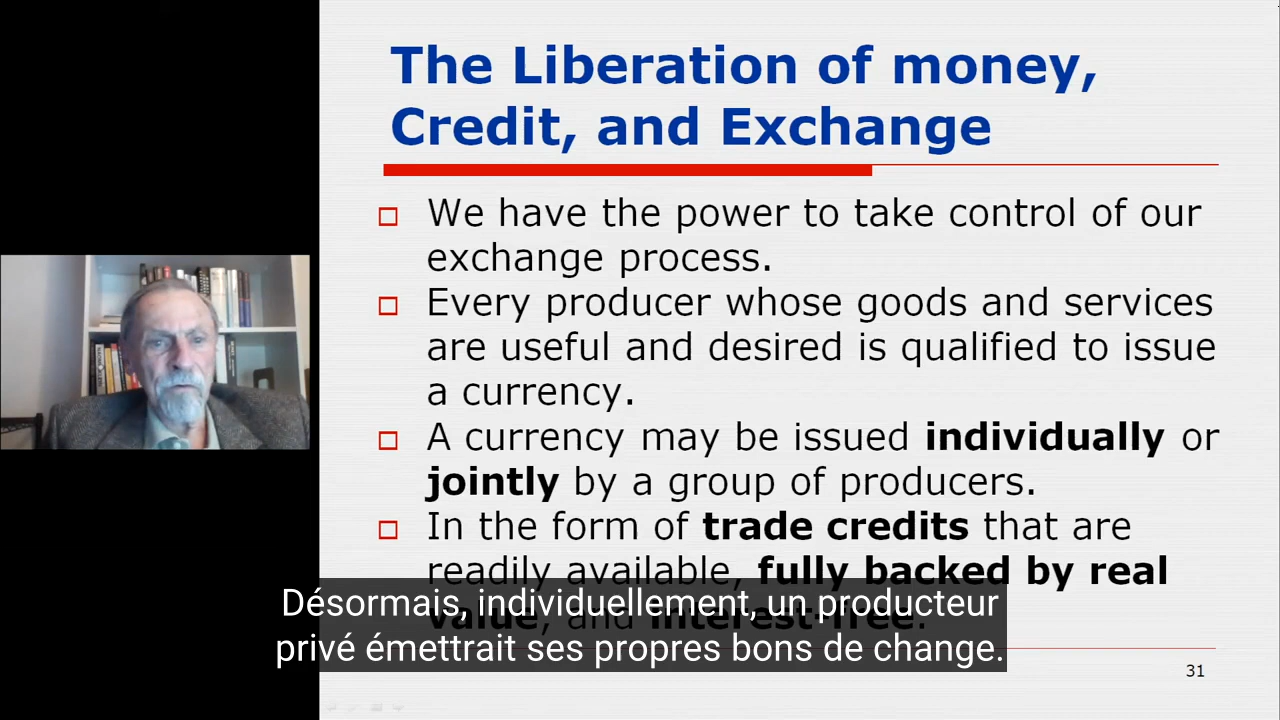 The Liberation of money,
Credit, and Exchange
We have the power to take control of our
exchange process.
Every producer whose goods and services
are useful and desired is qualified to issue
a currency.
A currency may be issued individually or
jointly by a group of producers.
In the form of trade credits that are
readily available, fully backed by real
value, and interest-free.
Désormais, individuellement, un producteur
privé émettrait ses propres bons de change.
31